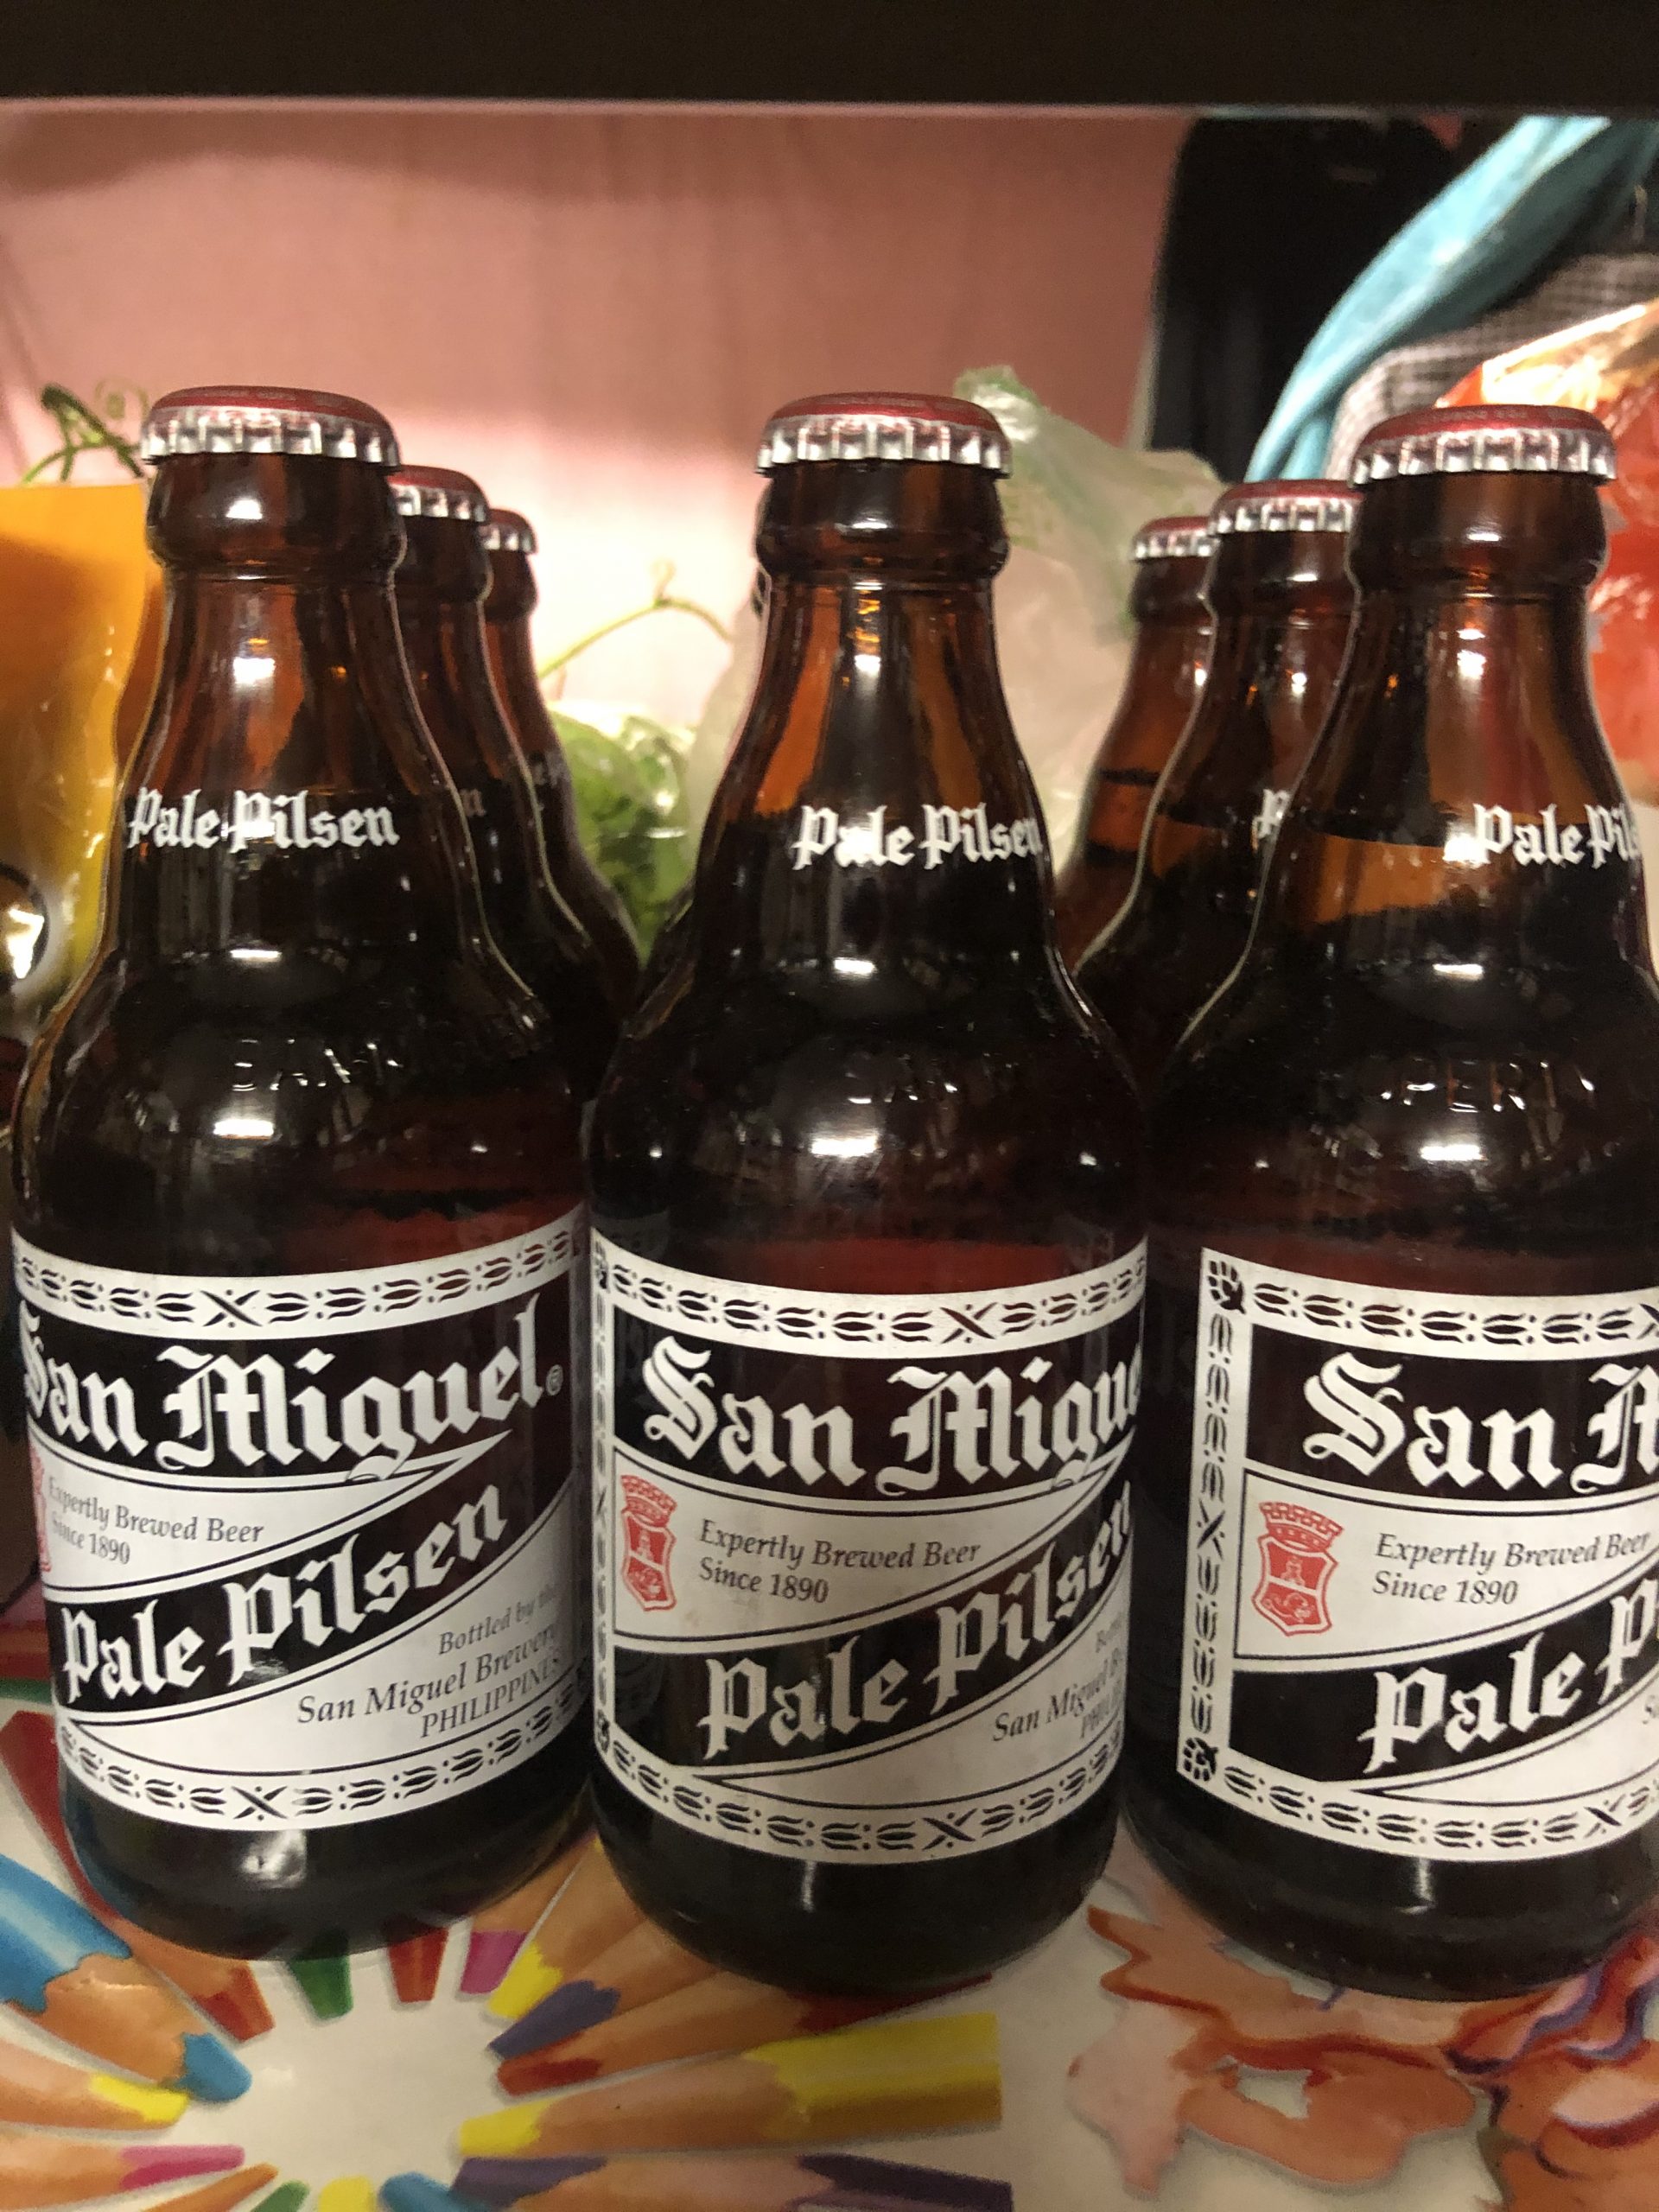 Pale Pilsen
San Miguel®
Expertly Brewed Beer
Since 1890
Pale Pilsen
Bottled by the
San Miguel Brewery
PHILIPPINES
Pale Pilsen
San Migue
Expertly Brewed Beer
Since 1890
Pale Pilsen
San Miguel
Pale Pils
San M
Expertly Brewed Beer
Since 1890
Pale P